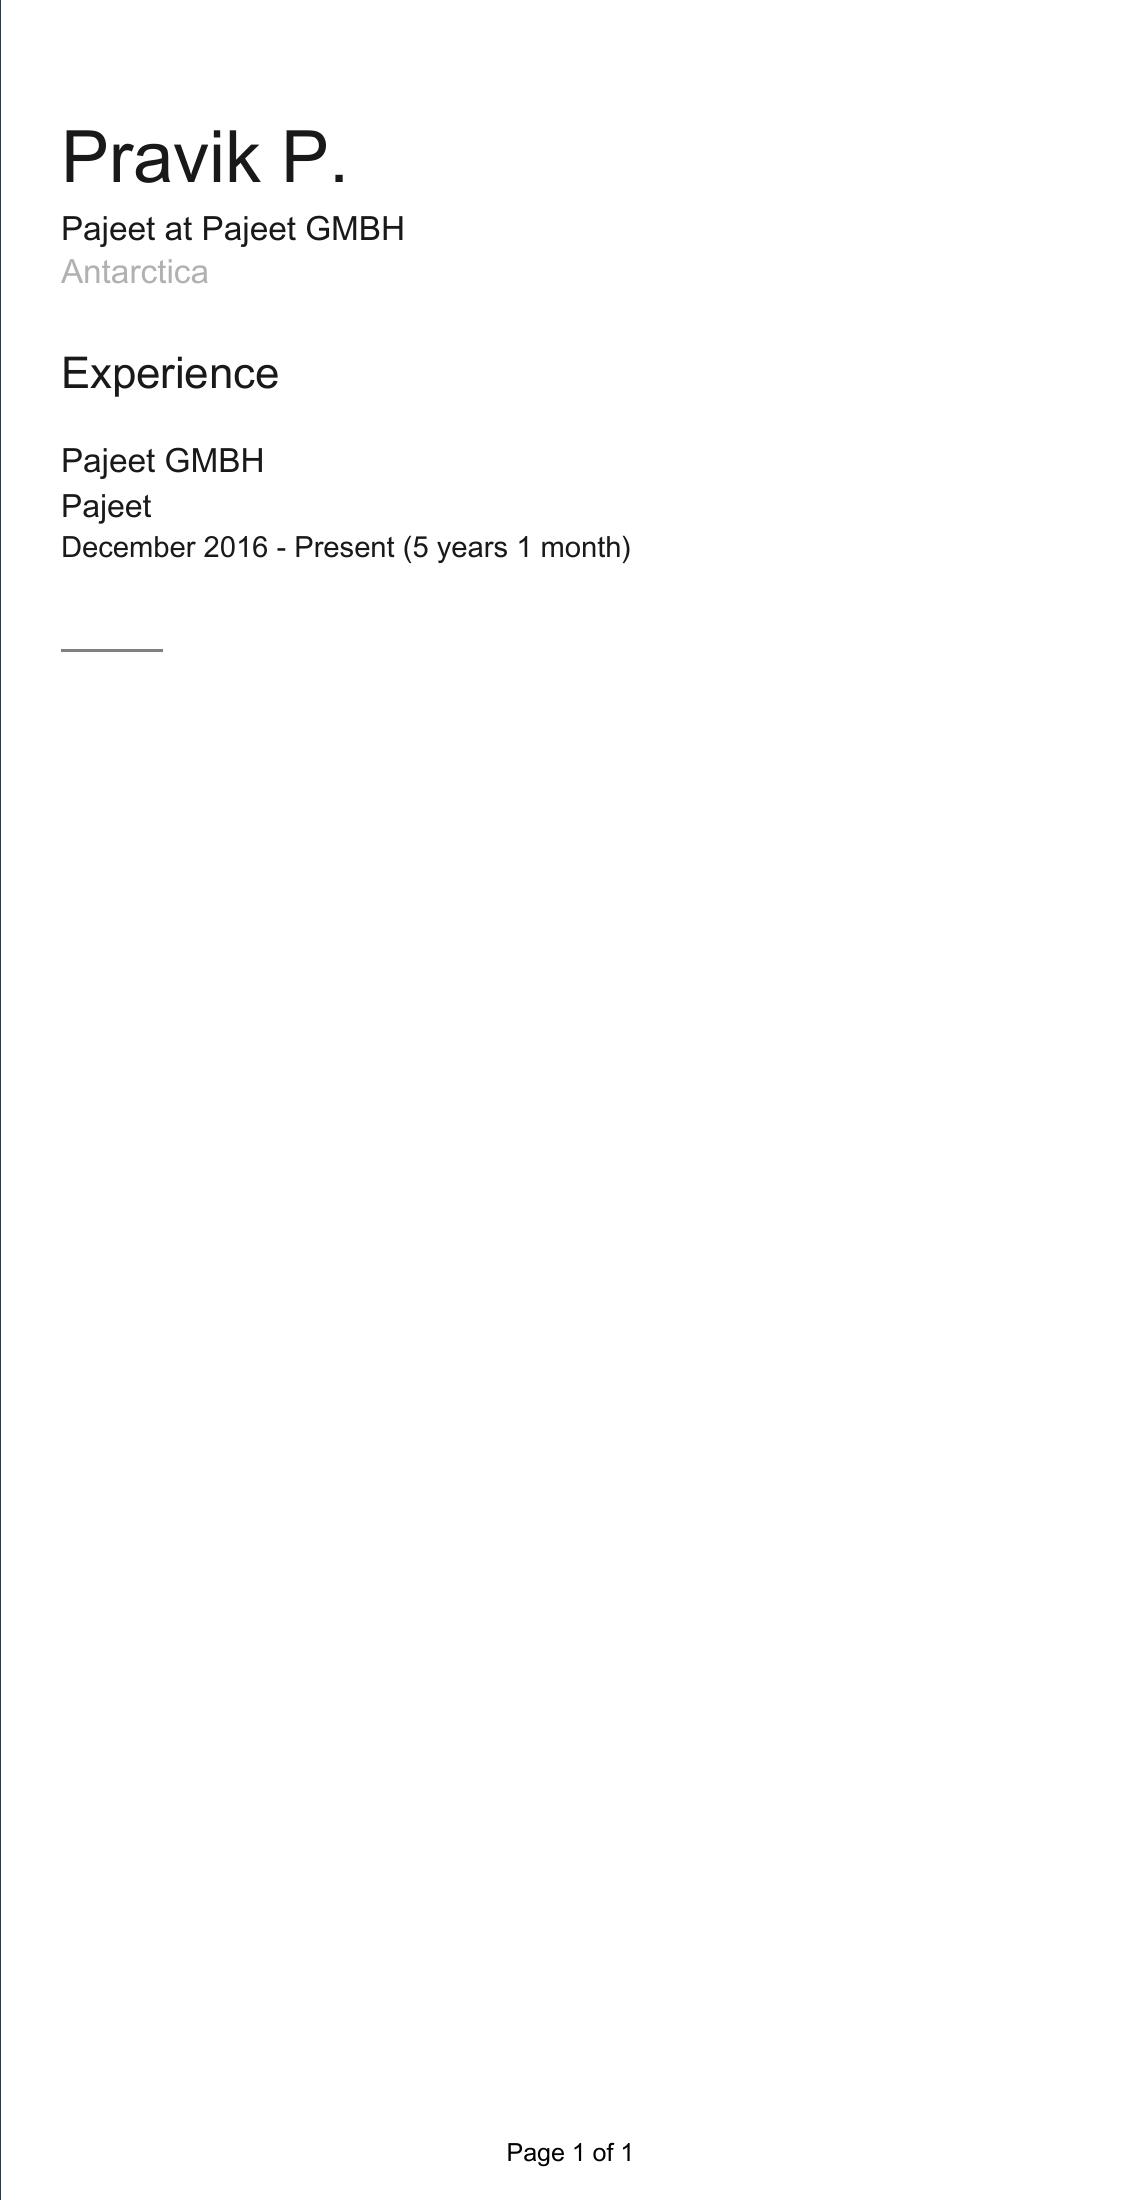 Pravik P.
Pajeet at Pajeet GMBH
Antarctica
Experience
Pajeet GMBH
Pajeet
December 2016 - Present (5 years 1 month)
Page 1 of 1